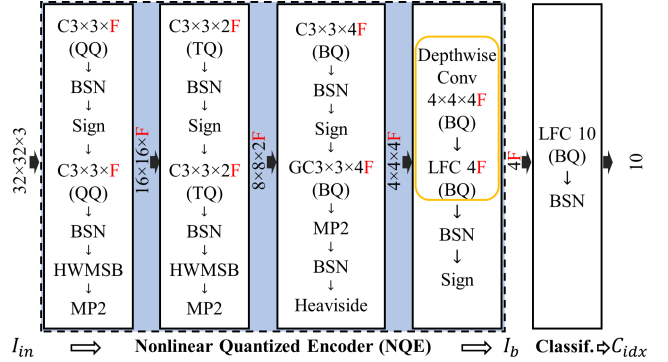 32×32×3
C3×3×F
(QQ)
↓
BSN
↓
Sign
↓
C3×3×F
(QQ)
↓
BSN
↓
HWMSB
↓
MP2
16×16×F
C3×3×2F
(TQ)
↓
BSN
↓
Sign
↓
C3×3×2F
(TQ)
↓
BSN
↓
HWMSB
↓
MP2
8×8×2F
C3×3×4F
(BQ)
↓
BSN
↓
Sign
↓
GC3×3×4F
(BQ)
↓
MP2
↓
BSN
↓
Heaviside
4×4×4F
Depthwise
Conv
4×4×4F
(BQ)
↓
LFC 4F
(BQ)
↓
BSN
↓
Sign
4F
LFC 10
(BQ)
↓
BSN
10
I_in ⇨ Nonlinear Quantized Encoder (NQE) ⇨ I_b Classif. ⇨ C_idx